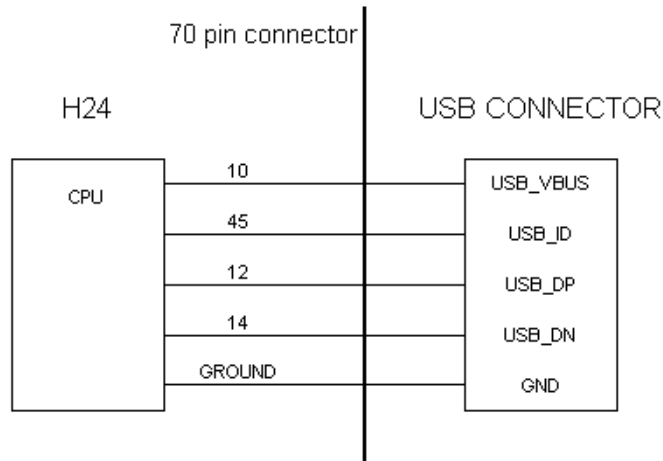 70 pin connector
H24
USB CONNECTOR
CPU
10
USB_VBUS
45
USB_ID
12
USB_DP
14
USB_DN
GROUND
GND